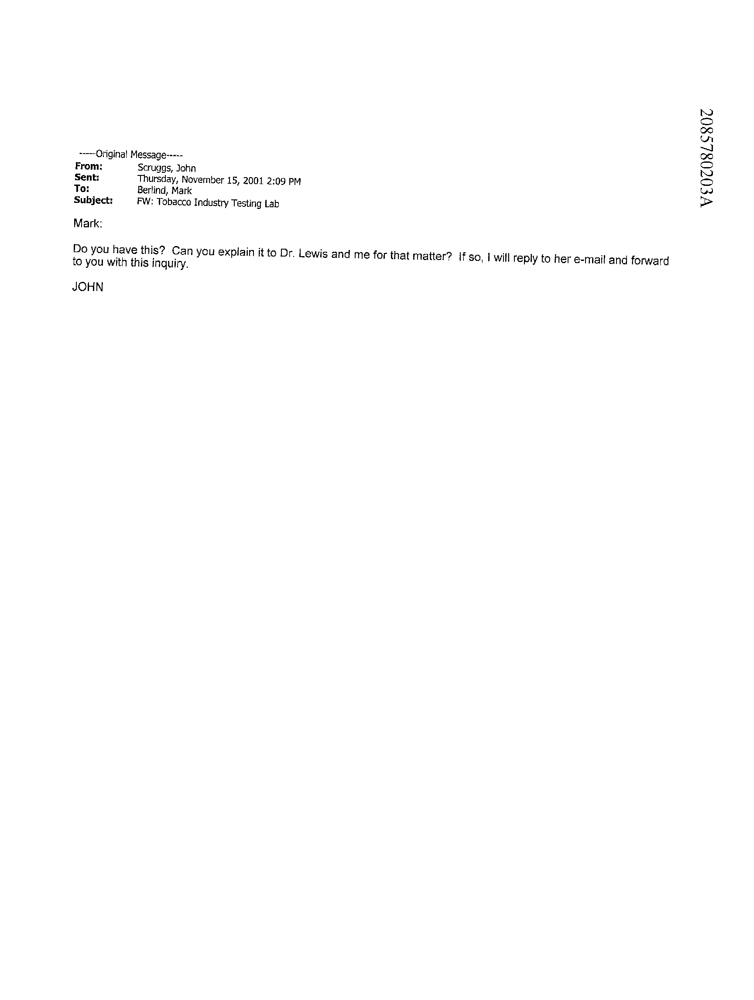 -----Original Message-----
From: Scruggs, John
Sent: Thursday, November 15, 2001 2:09 PM
To: Berlind, Mark
Subject: FW: Tobacco Industry Testing Lab
Mark:
Do you have this? Can you explain it to Dr. Lewis and me for that matter? If so, I will reply to her e-mail and forward
to you with this inquiry.
JOHN
2085780203A